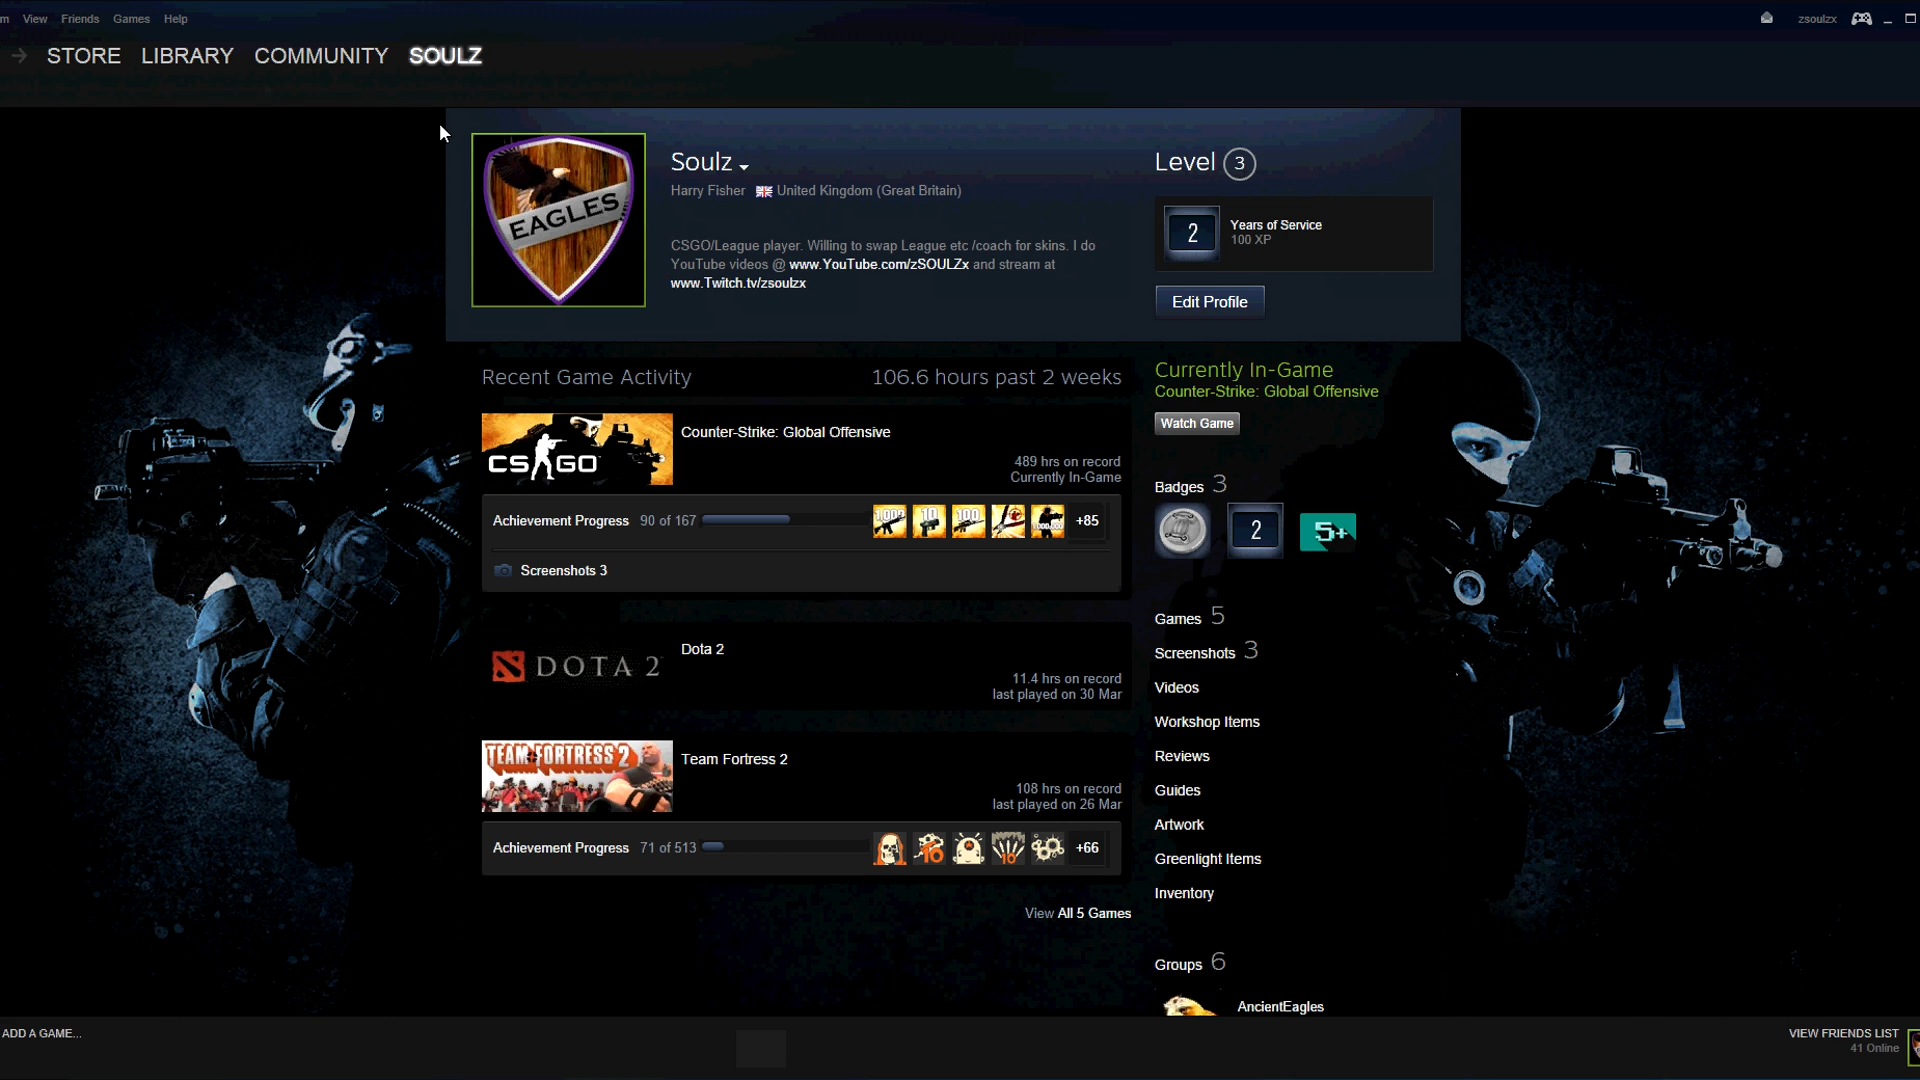 View Friends Games Help
zsoulzx
STORE LIBRARY COMMUNITY SOULZ
EAGLES
Soulz
Harry Fisher United Kingdom (Great Britain)
CSGO/League player. Willing to swap League etc /coach for skins. I do
YouTube videos @ www.YouTube.com/zSOULZx and stream at
www.Twitch.tv/zsoulzx
Level 3
2 Years of Service
100 XP
Edit Profile
Recent Game Activity 106.6 hours past 2 weeks
CS GO
Counter-Strike: Global Offensive
489 hrs on record
Currently In-Game
Achievement Progress 90 of 167 1000 10 100 +85
Screenshots 3
DOTA 2
Dota 2
11.4 hrs on record
last played on 30 Mar
TEAM FORTRESS 2
Team Fortress 2
108 hrs on record
last played on 26 Mar
Achievement Progress 71 of 513 10 10 +66
View All 5 Games
Currently In-Game
Counter-Strike: Global Offensive
Watch Game
Badges 3
2 5+
Games 5
Screenshots 3
Videos
Workshop Items
Reviews
Guides
Artwork
Greenlight Items
Inventory
Groups 6
AncientEagles
ADD A GAME...
VIEW FRIENDS LIST
41 Online